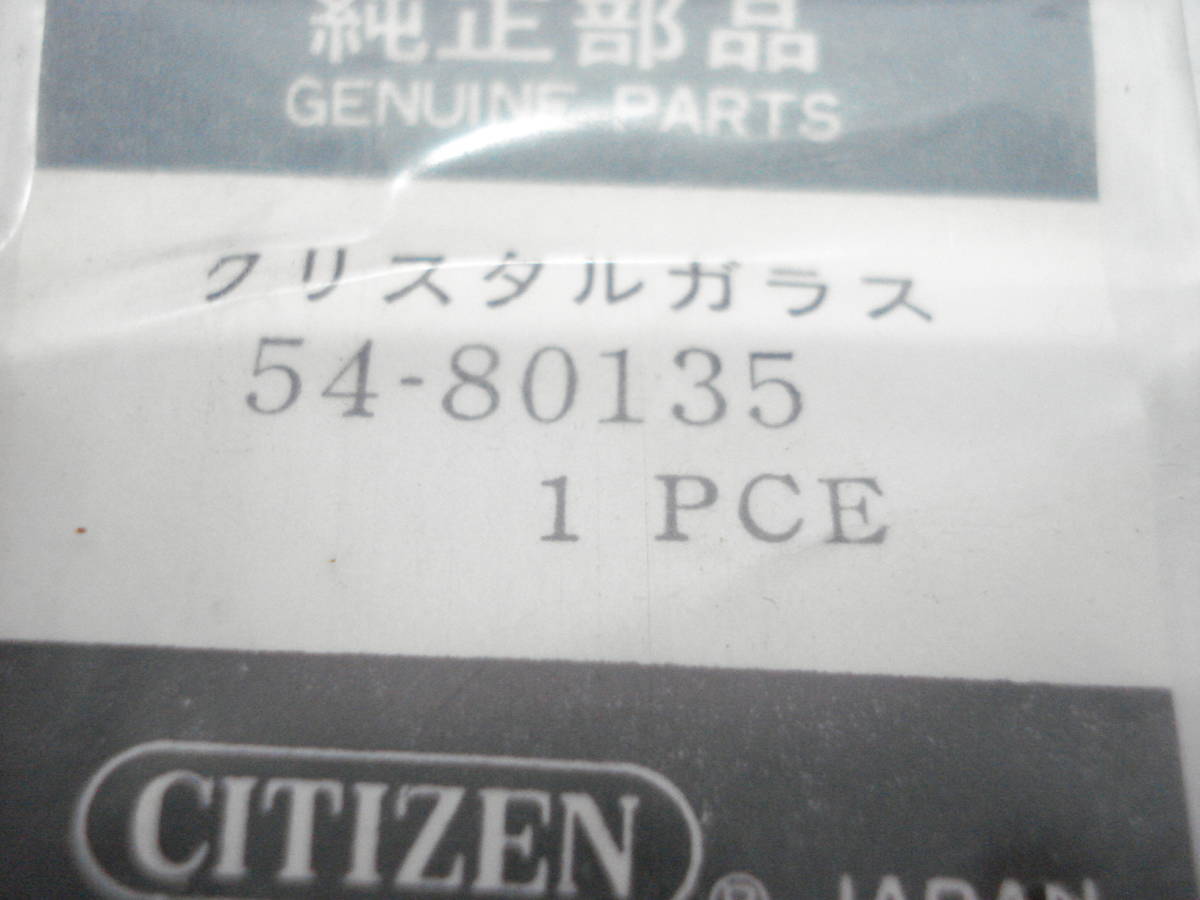 純正部品
GENUINE PARTS
クリスタルガラス
54-80135
1 PCE
CITIZEN
® JAPAN